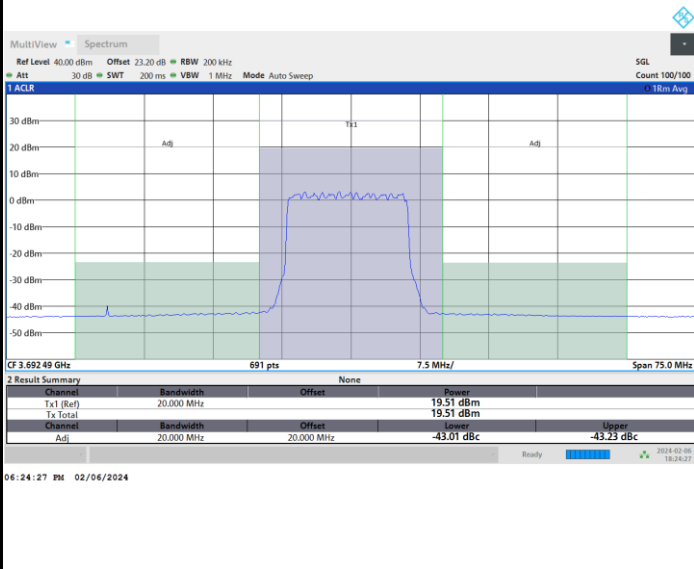 MultiView Spectrum
Ref Level 40.00 dBm Offset 23.20 dB RBW 200 kHz SGL
Att 30 dB SWT 200 ms VBW 1 MHz Mode Auto Sweep Count 100/100
1 ACLR 1Rm Avg
30 dBm
Tx1
20 dBm Adj Adj
10 dBm
0 dBm
-10 dBm
-20 dBm
-30 dBm
-40 dBm
-50 dBm
CF 3.692 49 GHz 691 pts 7.5 MHz/ Span 75.0 MHz
2 Result Summary None
Channel Bandwidth Offset Power
Tx1 (Ref) 20.000 MHz 19.51 dBm
Tx Total 19.51 dBm
Channel Bandwidth Offset Lower Upper
Adj 20.000 MHz 20.000 MHz -43.01 dBc -43.23 dBc
Ready 2024-02-06
18:24:27
06:24:27 PM 02/06/2024